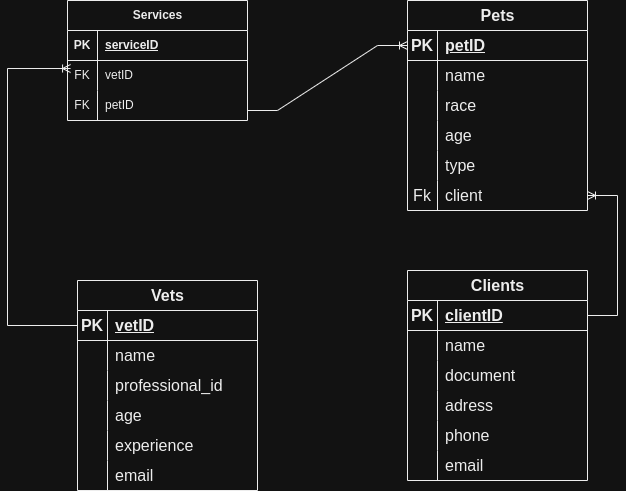 Services
PK serviceID
FK vetID
FK petID
Pets
PK petID
name
race
age
type
Fk client
Vets
PK vetID
name
professional_id
age
experience
email
Clients
PK clientID
name
document
adress
phone
email